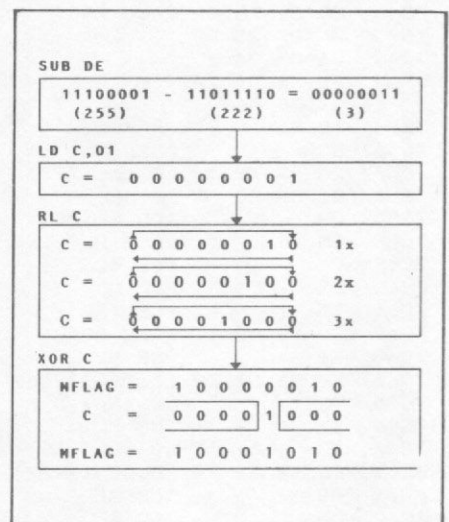 SUB DE
11100001 - 11011110 = 00000011
(255) (222) (3)
LD C,01
C = 0 0 0 0 0 0 0 1
RL C
C = 0 0 0 0 0 0 1 0 1x
C = 0 0 0 0 0 1 0 0 2x
C = 0 0 0 0 1 0 0 0 3x
XOR C
MFLAG = 1 0 0 0 0 0 1 0
C = 0 0 0 0 1 0 0 0
MFLAG = 1 0 0 0 1 0 1 0